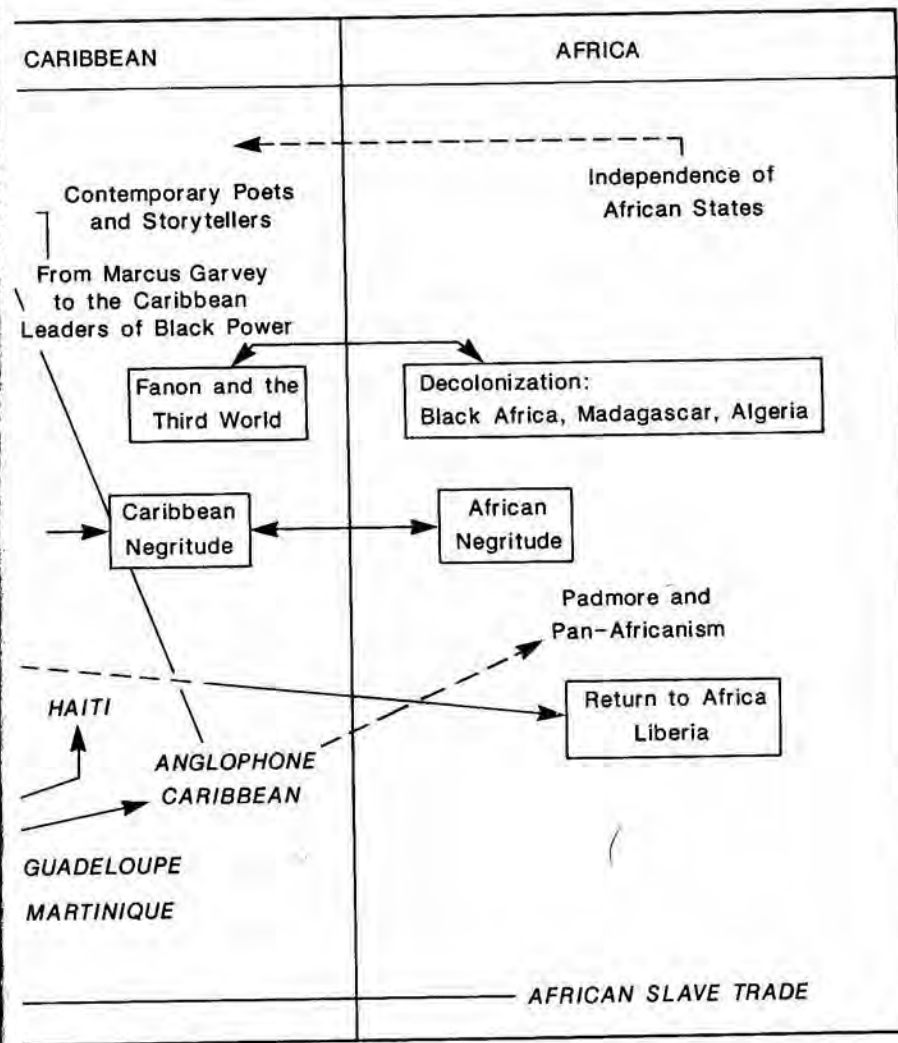 CARIBBEAN
AFRICA
Contemporary Poets
and Storytellers
Independence of
African States
From Marcus Garvey
to the Caribbean
Leaders of Black Power
Fanon and the
Third World
Decolonization:
Black Africa, Madagascar, Algeria
Caribbean
Negritude
African
Negritude
Padmore and
Pan-Africanism
HAITI
Return to Africa
Liberia
ANGLOPHONE
CARIBBEAN
GUADELOUPE
MARTINIQUE
AFRICAN SLAVE TRADE